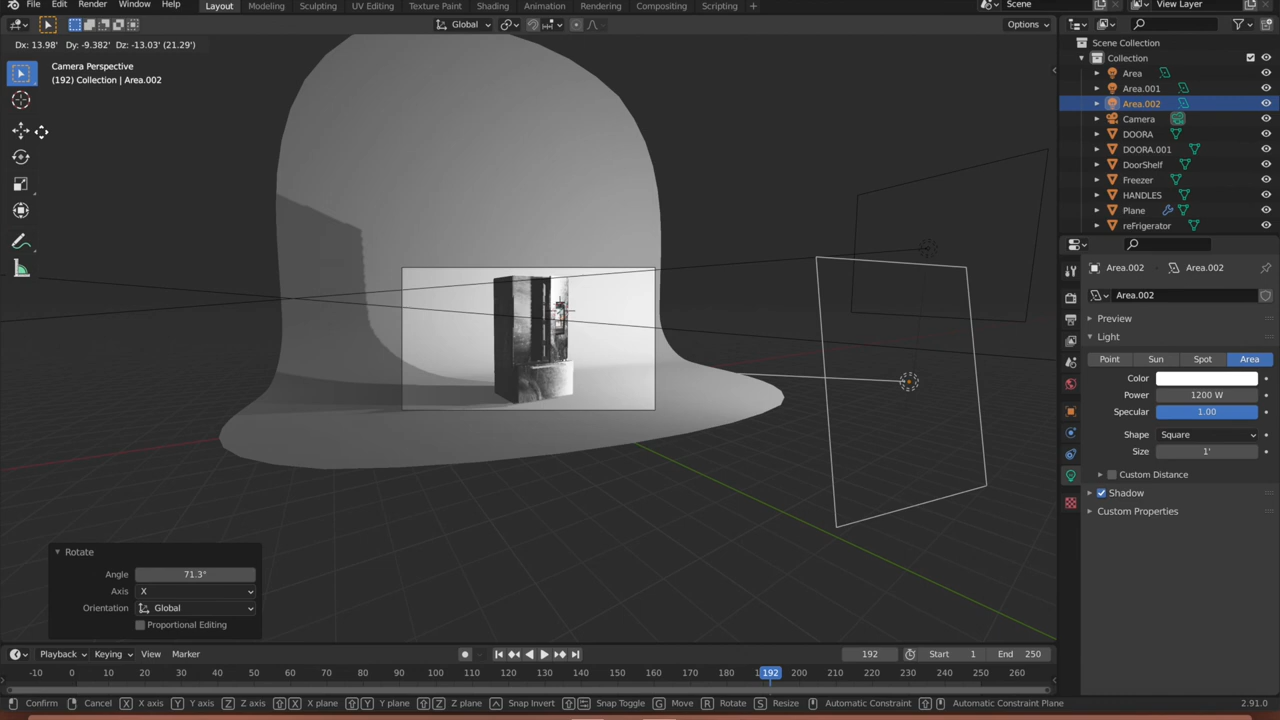 File Edit Render Window Help Layout Modeling Sculpting UV Editing Texture Paint Shading Animation Rendering Compositing Scripting + Scene View Layer
Global Options
Dx: 13.98' Dy: -9.382' Dz: -13.03' (21.29')
Camera Perspective
(192) Collection | Area.002
Scene Collection
Collection
Area
Area.001
Area.002
Camera
DOORA
DOORA.001
DoorShelf
Freezer
HANDLES
Plane
reFrigerator
Area.002 Area.002
Area.002
Preview
Light
Point Sun Spot Area
Color
Power 1200 W
Specular 1.00
Shape Square
Size 1'
Custom Distance
Shadow
Custom Properties
Rotate
Angle 71.3°
Axis X
Orientation Global
Proportional Editing
Playback Keying View Marker 192 Start 1 End 250
-10 0 10 20 30 40 50 60 70 80 90 100 110 120 130 140 150 160 170 180 192 200 210 220 230 240 250 260
Confirm Cancel X X axis Y Y axis Z Z axis X X plane Y Y plane Z Z plane Snap Invert Snap Toggle G Move R Rotate S Resize Automatic Constraint Automatic Constraint Plane 2.91.0